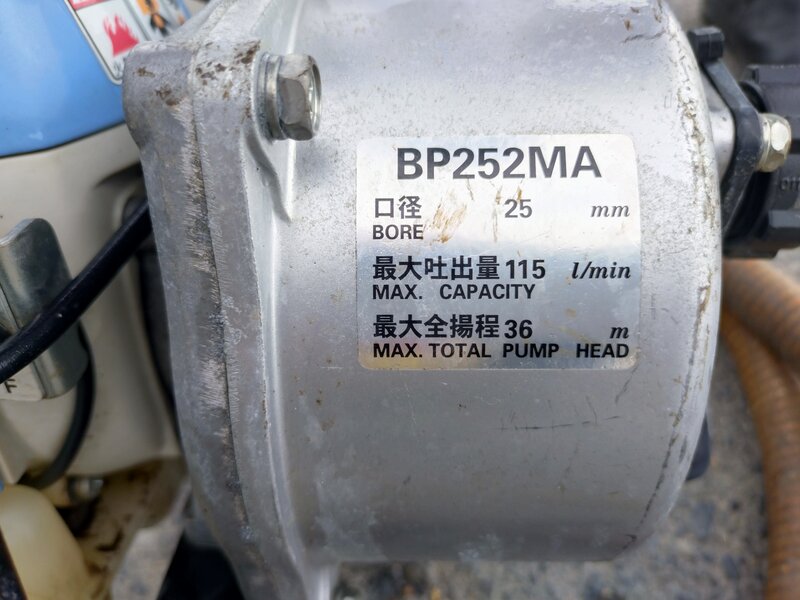 BP252MA
口径 25 mm
BORE
最大吐出量 115 l/min
MAX. CAPACITY
最大全揚程 36 m
MAX. TOTAL PUMP HEAD
F